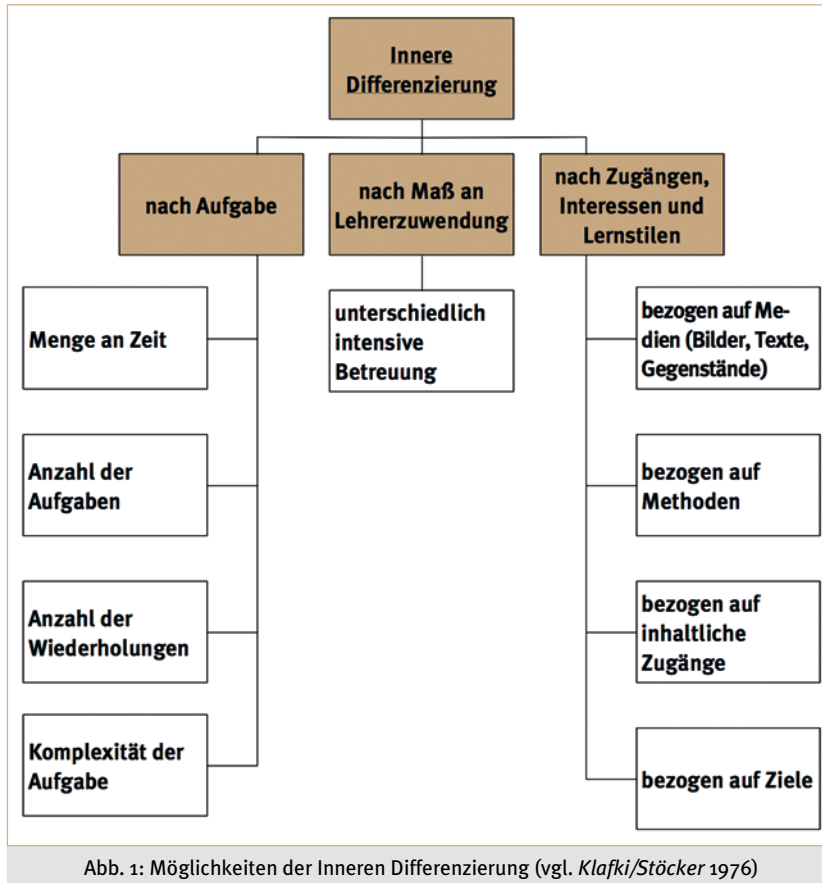 Innere
Differenzierung
nach Aufgabe
nach Maß an
Lehrerzuwendung
nach Zugängen,
Interessen und
Lernstilen
Menge an Zeit
Anzahl der
Aufgaben
Anzahl der
Wiederholungen
Komplexität der
Aufgabe
unterschiedlich
intensive
Betreuung
bezogen auf Me-
dien (Bilder, Texte,
Gegenstände)
bezogen auf
Methoden
bezogen auf
inhaltliche
Zugänge
bezogen auf Ziele
Abb. 1: Möglichkeiten der Inneren Differenzierung (vgl. Klafki/Stöcker 1976)